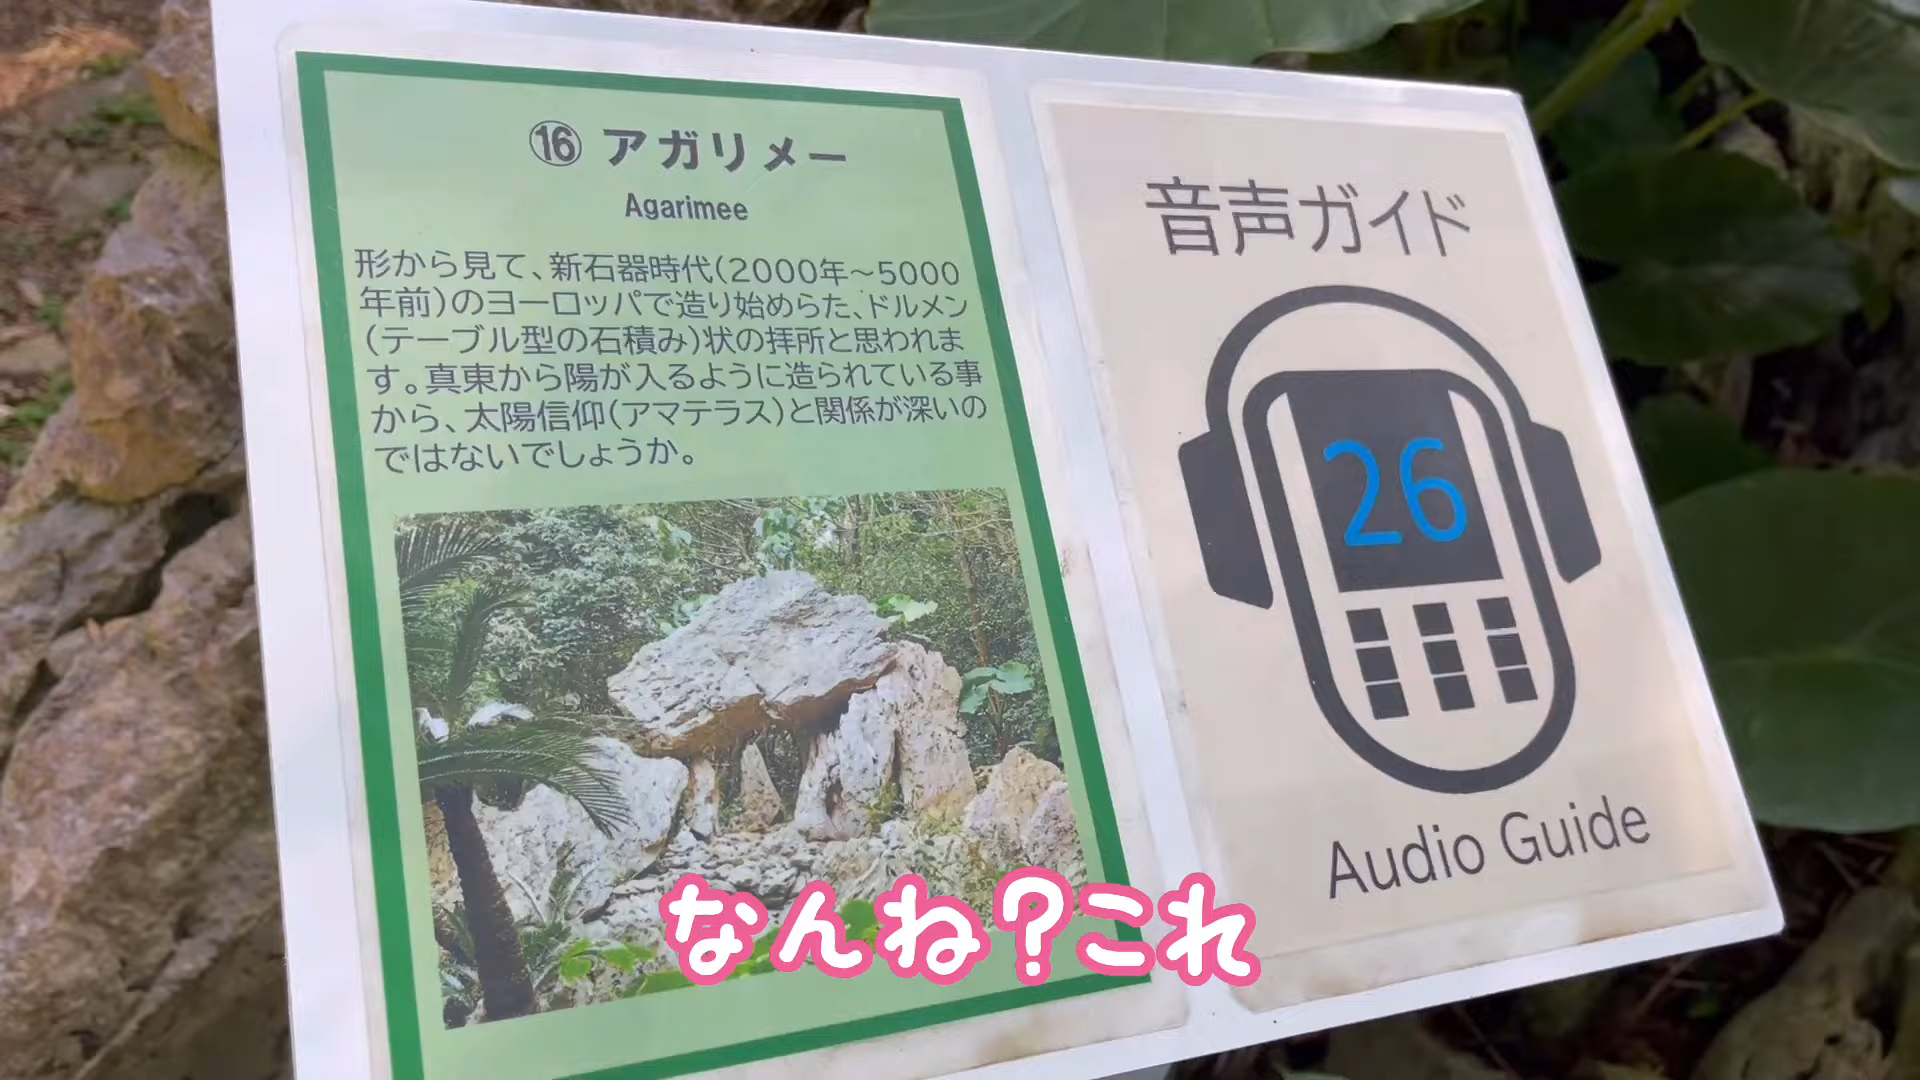 ⑯ アガリメー
Agarimee
形から見て、新石器時代(2000年～5000
年前)のヨーロッパで造り始めらた、ドルメン
(テーブル型の石積み)状の拝所と思われま
す。真東から陽が入るように造られている事
から、太陽信仰(アマテラス)と関係が深いの
ではないでしょうか。
音声ガイド
26
Audio Guide
なんね?これ